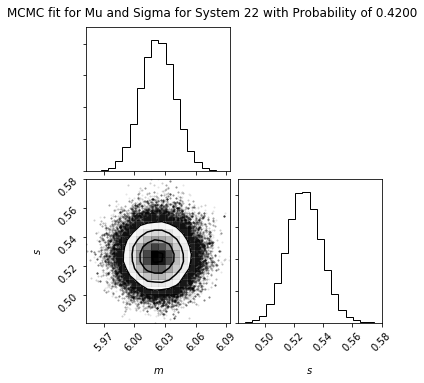 MCMC fit for Mu and Sigma for System 22 with Probability of 0.4200
0.58
0.56
0.54
0.52
0.50
s
5.97 6.00 6.03 6.06 6.09
0.50 0.52 0.54 0.56 0.58
m
s